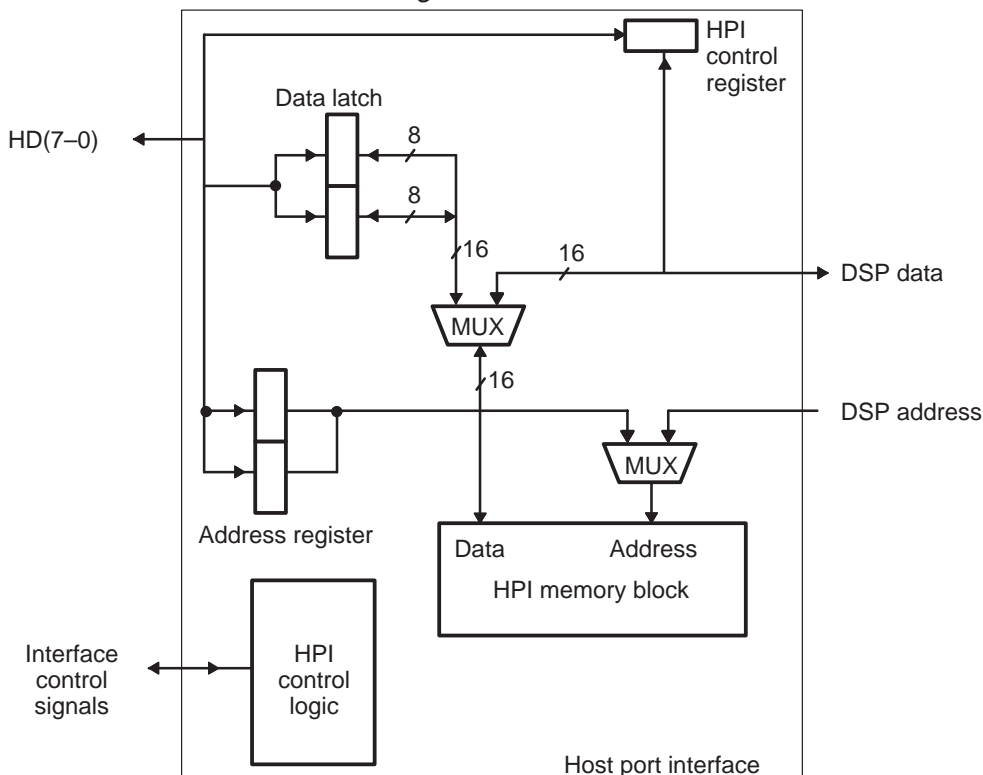 HPI
control
register
Data latch
HD(7–0)
8
8
16
16
DSP data
MUX
16
DSP address
MUX
Address register
Data
Address
HPI memory block
Interface
control
signals
HPI
control
logic
Host port interface